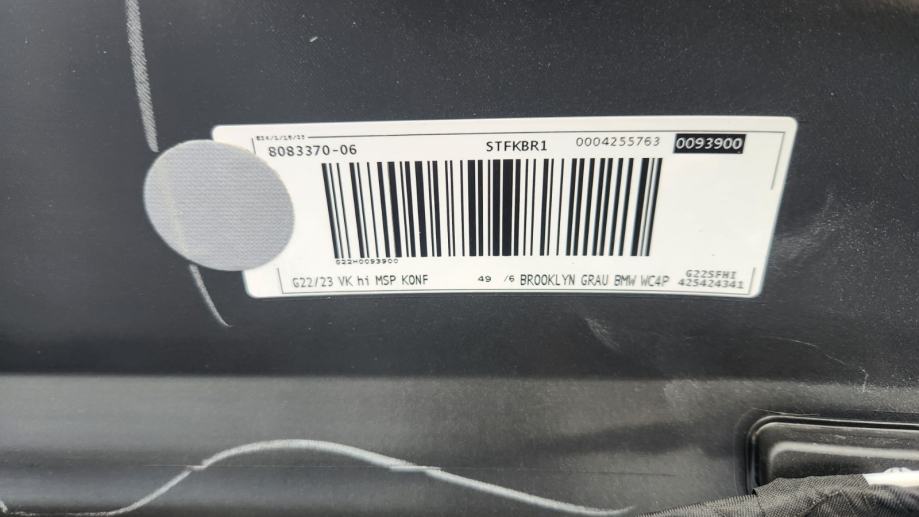 8083370-06 STFKBR1 0004255763 0093900
G22H0093900
G22/23 VK hi MSP KONF 49 /6 BROOKLYN GRAU BMW WC4P
G22SFHI
425424341